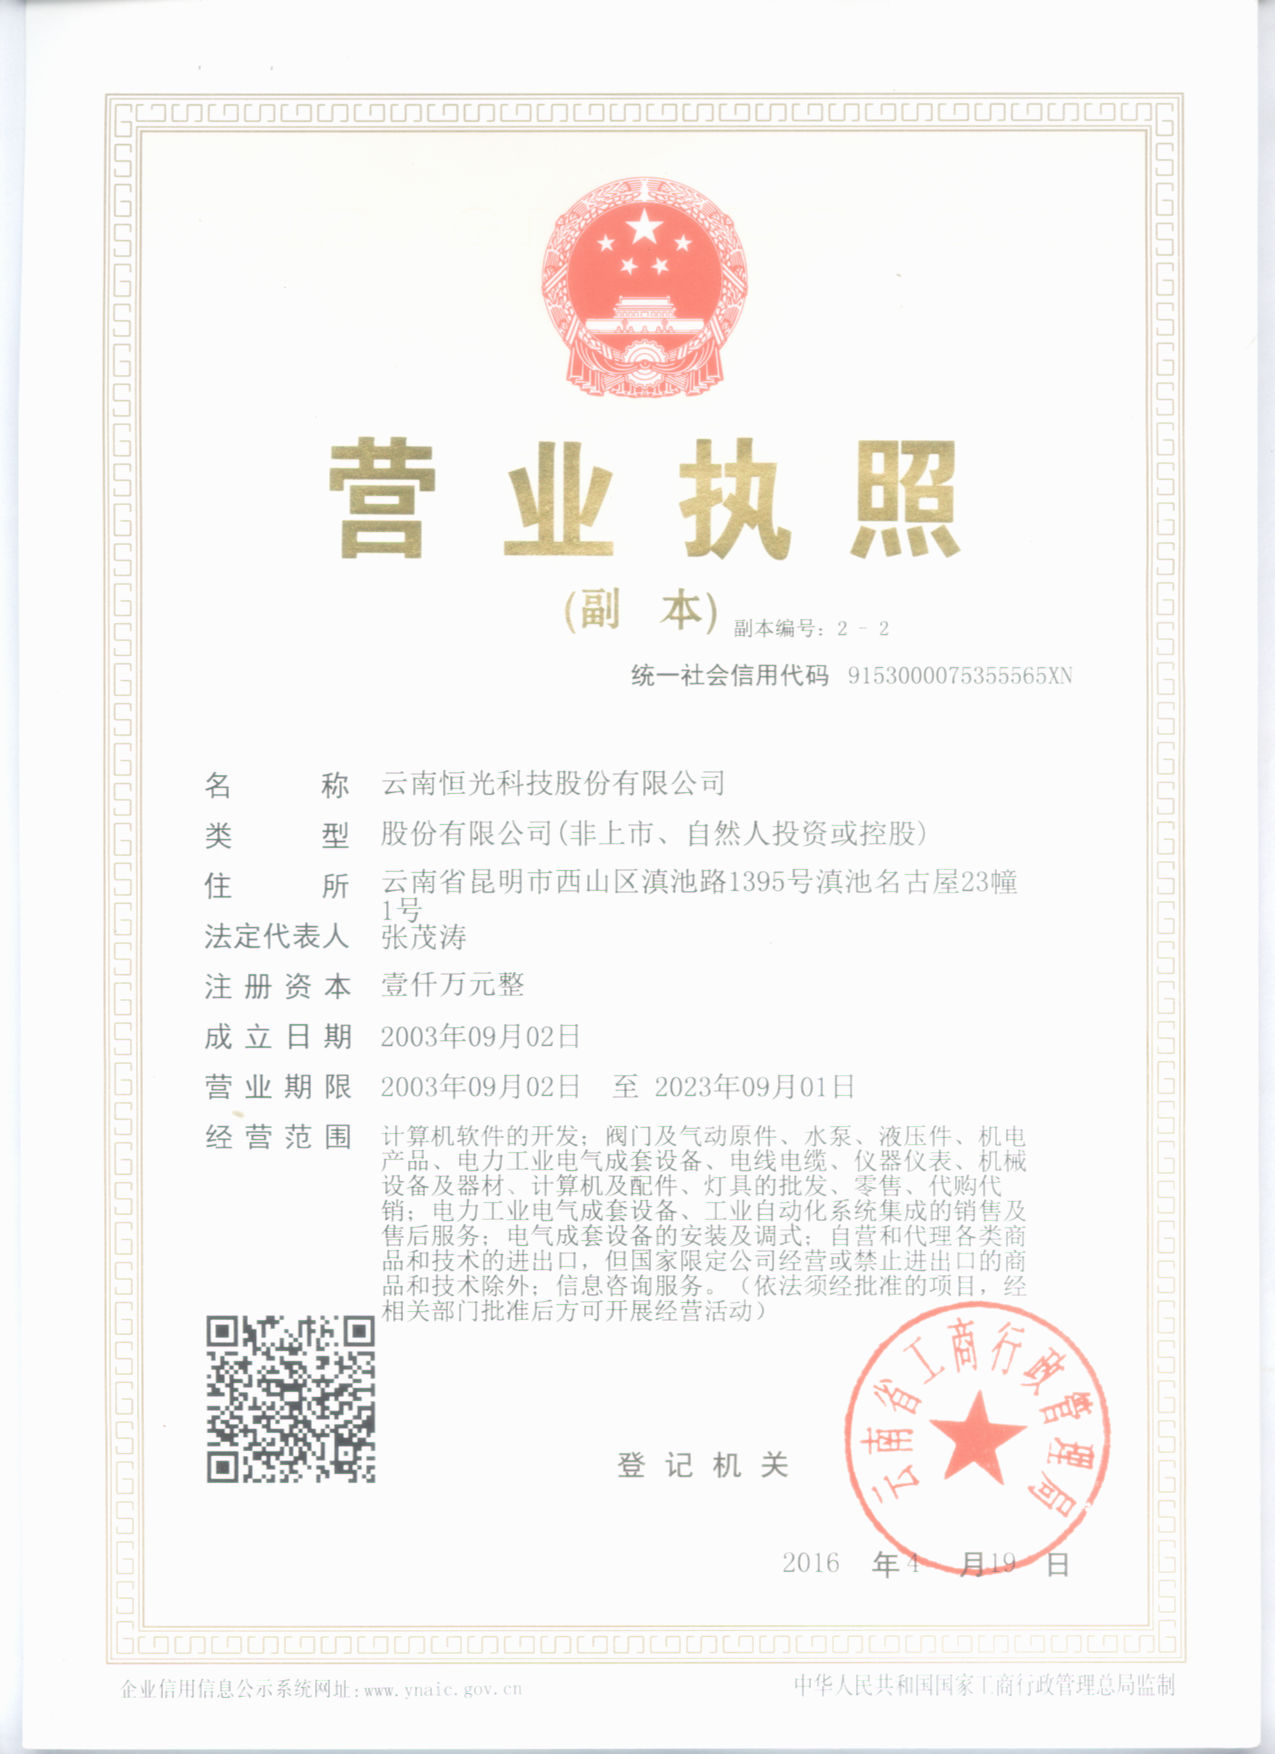 营业执照
(副 本) 副本编号：2 - 2
统一社会信用代码 9153000075355565XN
名称 云南恒光科技股份有限公司
类型 股份有限公司(非上市、自然人投资或控股)
住所 云南省昆明市西山区滇池路1395号滇池名古屋23幢
1号
法定代表人 张茂涛
注册资本 壹仟万元整
成立日期 2003年09月02日
营业期限 2003年09月02日 至 2023年09月01日
经营范围 计算机软件的开发；阀门及气动原件、水泵、液压件、机电
产品、电力工业电气成套设备、电线电缆、仪器仪表、机械
设备及器材、计算机及配件、灯具的批发、零售、代购代
销；电力工业电气成套设备、工业自动化系统集成的销售及
售后服务；电气成套设备的安装及调式；自营和代理各类商
品和技术的进出口，但国家限定公司经营或禁止进出口的商
品和技术除外；信息咨询服务。（依法须经批准的项目，经
相关部门批准后方可开展经营活动）
云南省工商行政管理局
登记机关
2016 年4 月19 日
企业信用信息公示系统网址:www.ynaic.gov.cn
中华人民共和国国家工商行政管理总局监制